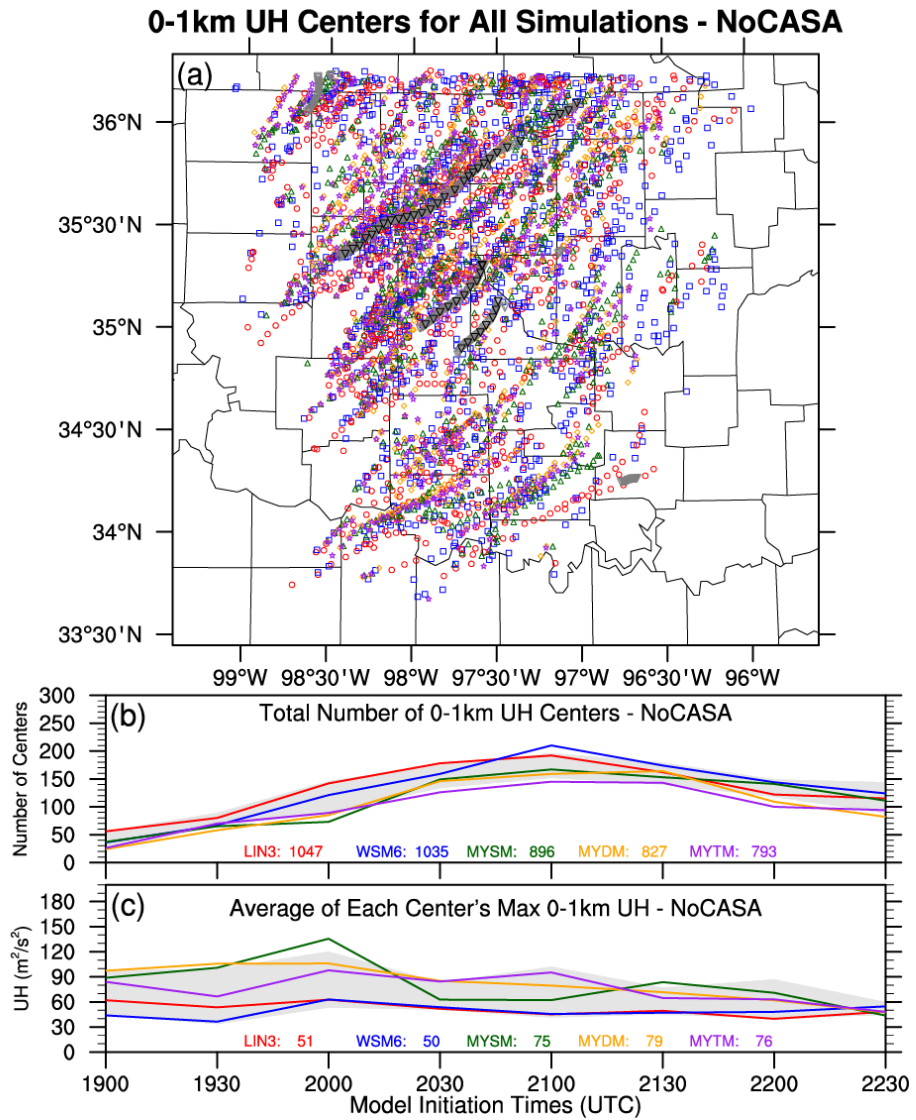 0-1km UH Centers for All Simulations - NoCASA
(a)
36°N
35°30'N
35°N
34°30'N
34°N
33°30'N
99°W 98°30'W 98°W 97°30'W 97°W 96°30'W 96°W
(b)
Total Number of 0-1km UH Centers - NoCASA
Number of Centers
300
250
200
150
100
50
0
LIN3: 1047 WSM6: 1035 MYSM: 896 MYDM: 827 MYTM: 793
(c)
Average of Each Center's Max 0-1km UH - NoCASA
UH (m²/s²)
180
150
120
90
60
30
0
LIN3: 51 WSM6: 50 MYSM: 75 MYDM: 79 MYTM: 76
1900 1930 2000 2030 2100 2130 2200 2230
Model Initiation Times (UTC)